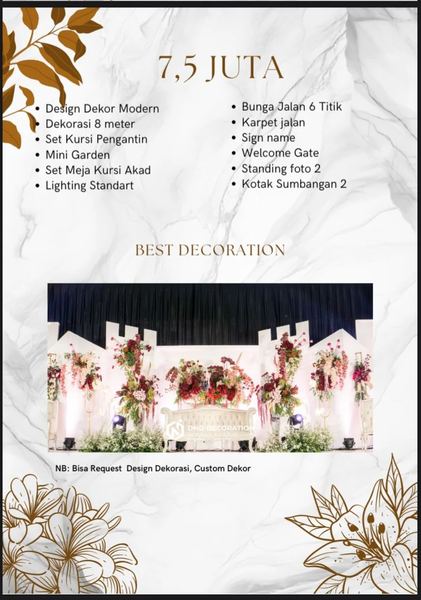 7,5 JUTA
• Design Dekor Modern
• Dekorasi 8 meter
• Set Kursi Pengantin
• Mini Garden
• Set Meja Kursi Akad
• Lighting Standart
• Bunga Jalan 6 Titik
• Karpet jalan
• Sign name
• Welcome Gate
• Standing foto 2
• Kotak Sumbangan 2
BEST DECORATION
DECORATION
NB: Bisa Request Design Dekorasi, Custom Dekor